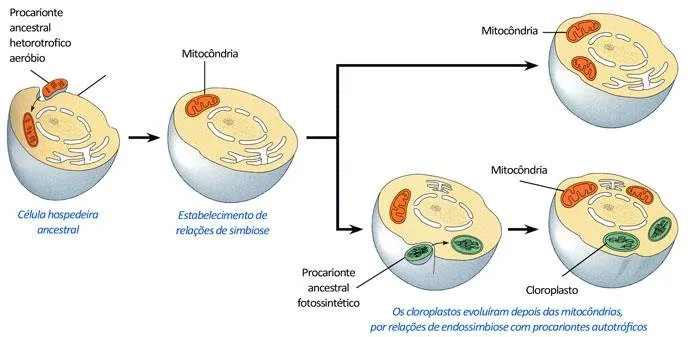 Procarionte
ancestral
hetorotrofico
aeróbio
Mitocôndria
Mitocôndria
Célula hospedeira
ancestral
Estabelecimento de
relações de simbiose
Mitocôndria
Procarionte
ancestral
fotossintético
Cloroplasto
Os cloroplastos evoluíram depois das mitocôndrias,
por relações de endossimbiose com procariontes autotróficos